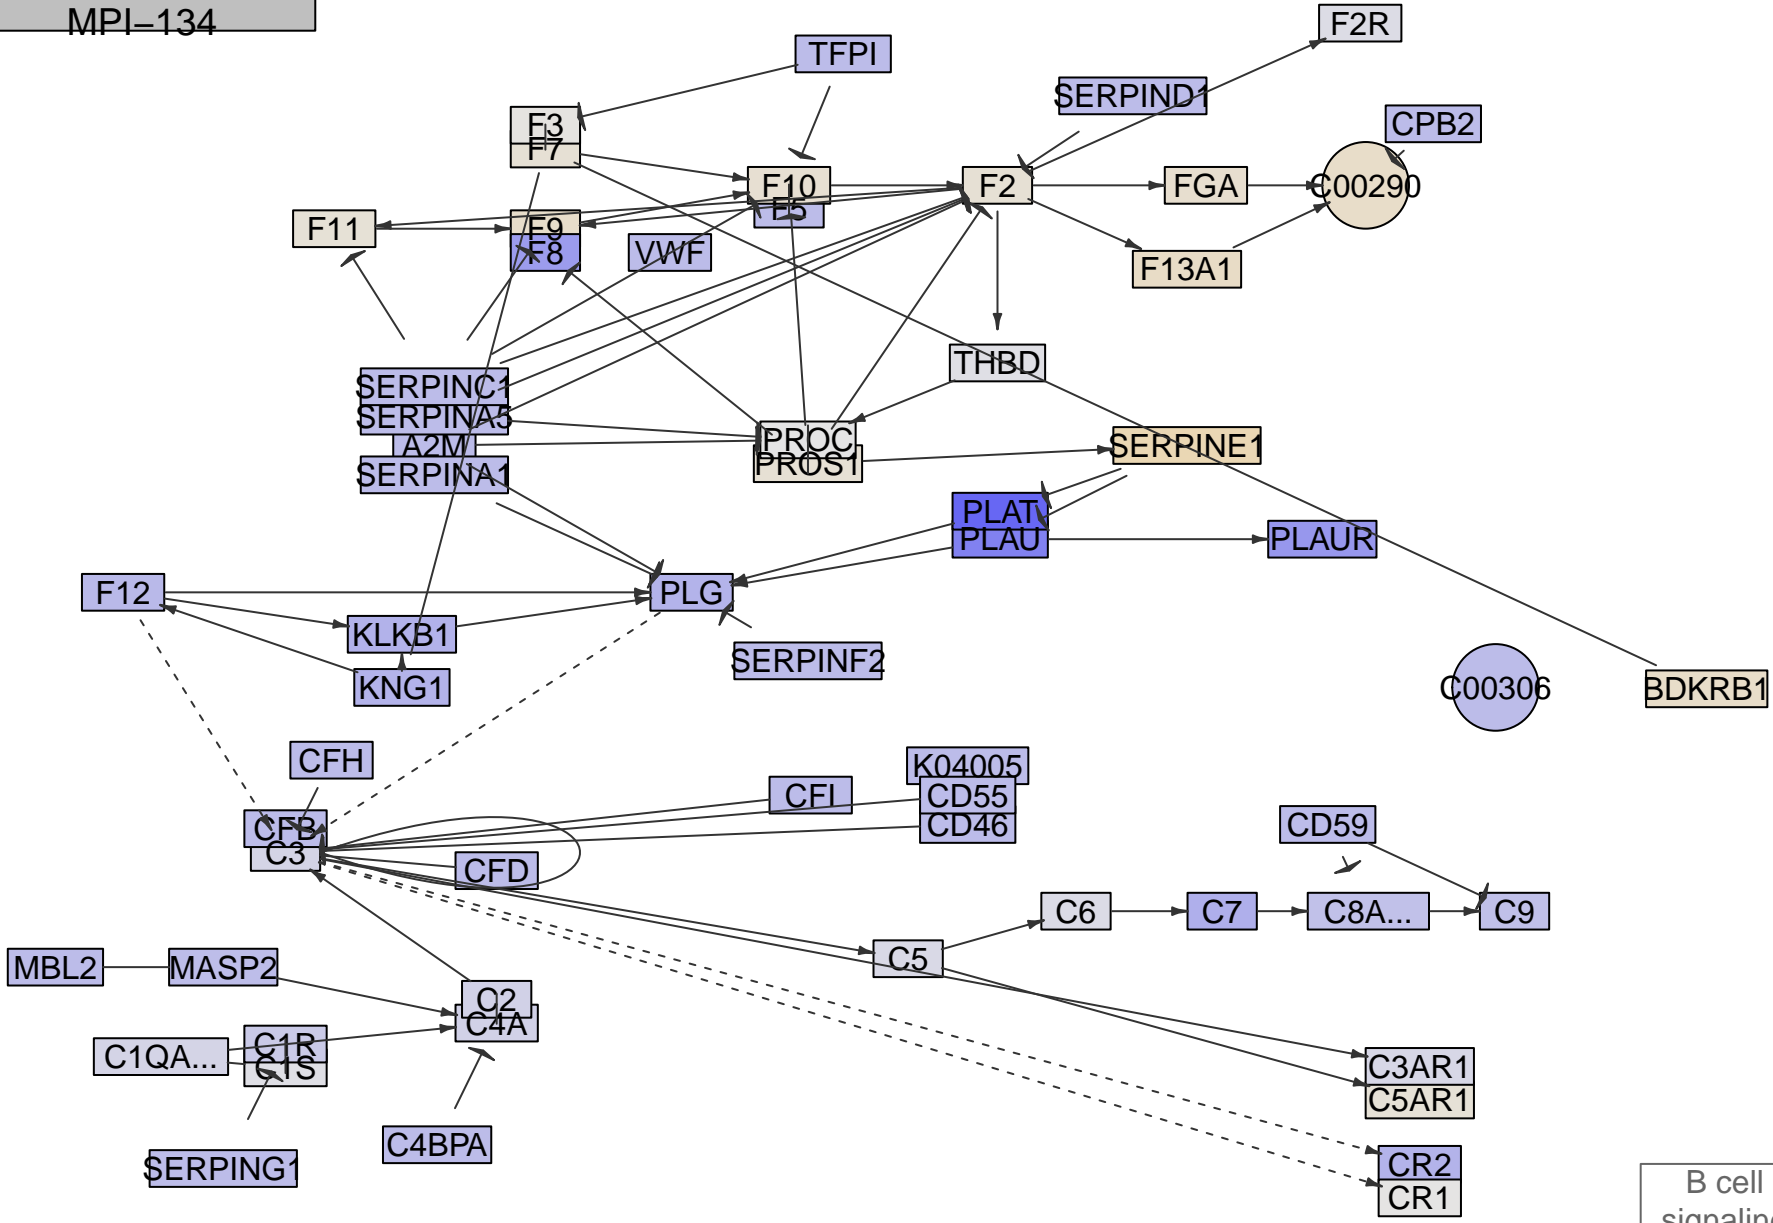 MPI−134
F2R
TFPI
SERPIND1
CPB2
F3
F7
F10
F5
F2
FGA
C00290
F11
F9
F8
VWF
F13A1
THBD
SERPINC1
SERPINA5
A2M
SERPINA1
PROC
PROS1
SERPINE1
PLAT
PLAU
PLAUR
F12
PLG
KLKB1
KNG1
SERPINF2
C00306
BDKRB1
CFH
K04005
CD55
CD46
CFI
CFB
C3
CFD
CD59
C6
C7
C8A...
C9
C5
MBL2
MASP2
C2
C4A
C1QA...
C1R
C1S
C3AR1
C5AR1
C4BPA
SERPING1
CR2
CR1
B cell
signaling